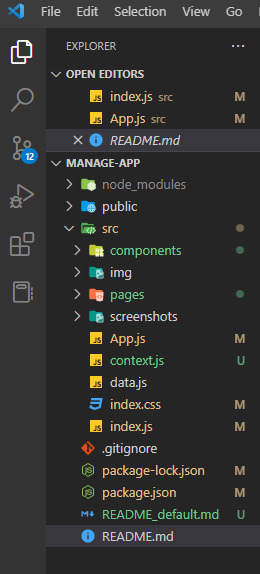 File Edit Selection View Go
EXPLORER ...
OPEN EDITORS
index.js src M
App.js src M
README.md
MANAGE-APP
node_modules
public
src
components
img
pages
screenshots
App.js M
context.js U
data.js
index.css M
index.js M
.gitignore
package-lock.json M
package.json M
README_default.md U
README.md
12